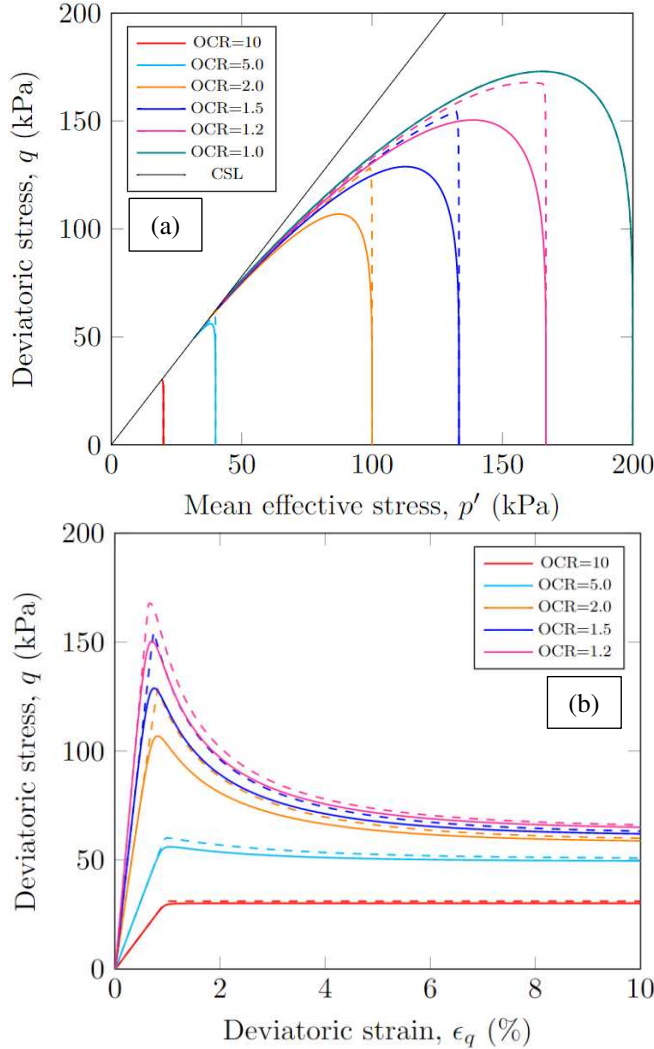 200
150
100
50
0
Deviatoric stress, q (kPa)
OCR=10
OCR=5.0
OCR=2.0
OCR=1.5
OCR=1.2
OCR=1.0
CSL
(a)
0 50 100 150 200
Mean effective stress, p′ (kPa)
200
150
100
50
0
Deviatoric stress, q (kPa)
OCR=10
OCR=5.0
OCR=2.0
OCR=1.5
OCR=1.2
(b)
0 2 4 6 8 10
Deviatoric strain, ϵq (%)